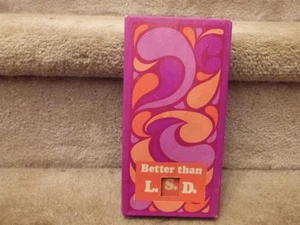 Better than
L. S. D.